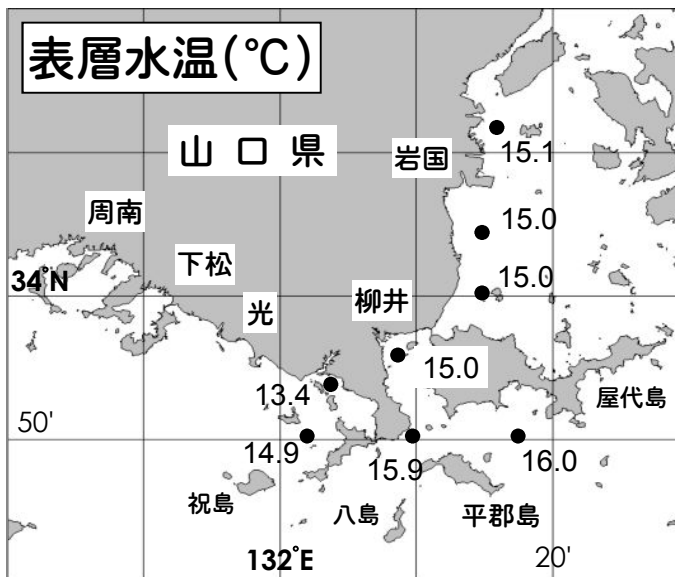 表層水温(℃)
山口県
岩国
15.1
周南
15.0
下松
34°N
15.0
光
柳井
15.0
13.4
屋代島
50'
14.9
15.9
16.0
祝島
八島
平郡島
132°E
20'